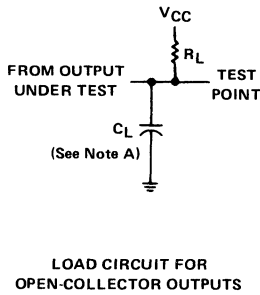 VCC
RL
FROM OUTPUT
UNDER TEST
TEST
POINT
CL
(See Note A)
LOAD CIRCUIT FOR
OPEN-COLLECTOR OUTPUTS